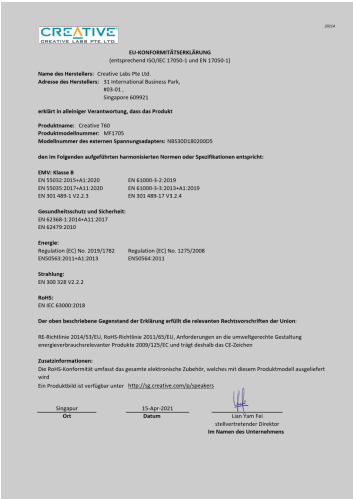 CREATIVE
CREATIVE LABS PTE. LTD.
EU-KONFORMITÄTSERKLÄRUNG
(entsprechend ISO/IEC 17050-1 und EN 17050-1)
Name des Herstellers: Creative Labs Pte Ltd.
Adresse des Herstellers: 31 International Business Park,
#03-01.,
Singapore 609921
erklärt in alleiniger Verantwortung, dass das Produkt
Produktname: Creative T60
Produktmodellnummer: MF1705
Modellnummer des externen Spannungsadapters: NBS30D180200D5
den im Folgenden aufgeführten harmonisierten Normen oder Spezifikationen entspricht:
EMV: Klasse B
EN 55032:2015+A1:2020 EN 61000-3-2:2019
EN 55035:2017+A11:2020 EN 61000-3-3:2013+A1:2019
EN 301 489-1 V2.2.3 EN 301 489-17 V3.2.4
Gesundheitsschutz und Sicherheit:
EN 62368-1:2014+A11:2017
EN 62479:2010
Energie:
Regulation (EC) No. 2019/1782 Regulation (EC) No. 1275/2008
EN50563:2011+A1:2013 EN50564:2011
Strahlung:
EN 300 328 V2.2.2
RoHS:
EN IEC 63000:2018
Der oben beschriebene Gegenstand der Erklärung erfüllt die relevanten Rechtsvorschriften der Union:
RE-Richtlinie 2014/53/EU, RoHS-Richtlinie 2011/65/EU, Anforderungen an die umweltgerechte Gestaltung
energieverbrauchsrelevanter Produkte 2009/125/EC und trägt deshalb das CE-Zeichen
Zusatzinformationen:
Die RoHS-Konformität umfasst das gesamte elektronische Zubehör, welches mit diesem Produktmodell ausgeliefert
wird
Ein Produktbild ist verfügbar unter http://sg.creative.com/p/speakers
Singapur 15-Apr-2021
Ort Datum Lian Yam Fei
stellvertretender Direktor
Im Namen des Unternehmens